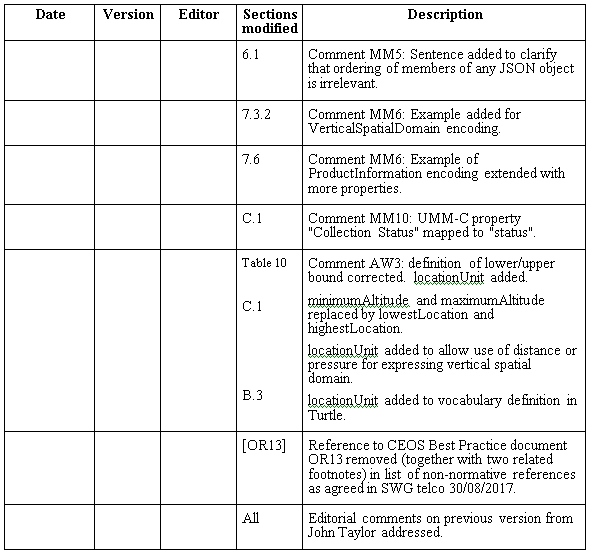 Date Version Editor Sections modified Description
6.1 Comment MM5: Sentence added to clarify
that ordering of members of any JSON object
is irrelevant.
7.3.2 Comment MM6: Example added for
VerticalSpatialDomain encoding.
7.6 Comment MM6: Example of
ProductInformation encoding extended with
more properties.
C.1 Comment MM10: UMM-C property
"Collection Status" mapped to "status".
Table 10 Comment AW3: definition of lower/upper
bound corrected. locationUnit added.
C.1 minimumAltitude and maximumAltitude
replaced by lowestLocation and
highestLocation.
locationUnit added to allow use of distance or
pressure for expressing vertical spatial
domain.
B.3 locationUnit added to vocabulary definition in
Turtle.
[OR13] Reference to CEOS Best Practice document
OR13 removed (together with two related
footnotes) in list of non-normative references
as agreed in SWG telco 30/08/2017.
All Editorial comments on previous version from
John Taylor addressed.